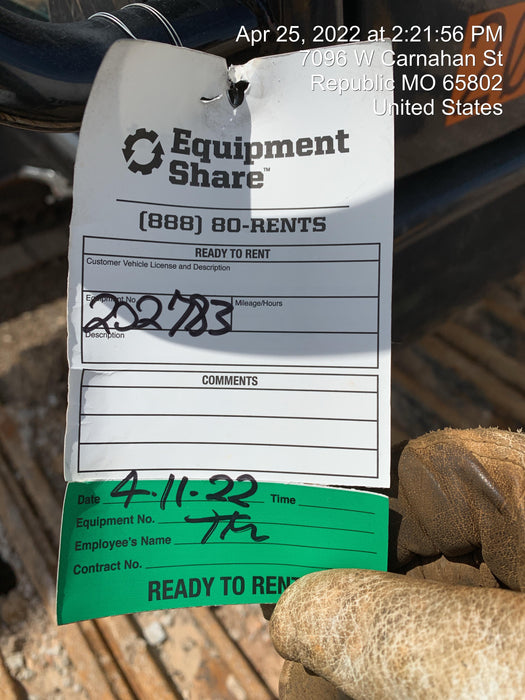 Apr 25, 2022 at 2:21:56 PM
7096 W Carnahan St
Republic MO 65802
United States
Equipment
Share™
(888) 80-RENTS
READY TO RENT
Customer Vehicle License and Description
Equipment No. Mileage/Hours
202783
Description
COMMENTS
Date 4.11.22 Time
Equipment No.
Employee's Name
Contract No.
READY TO RENT